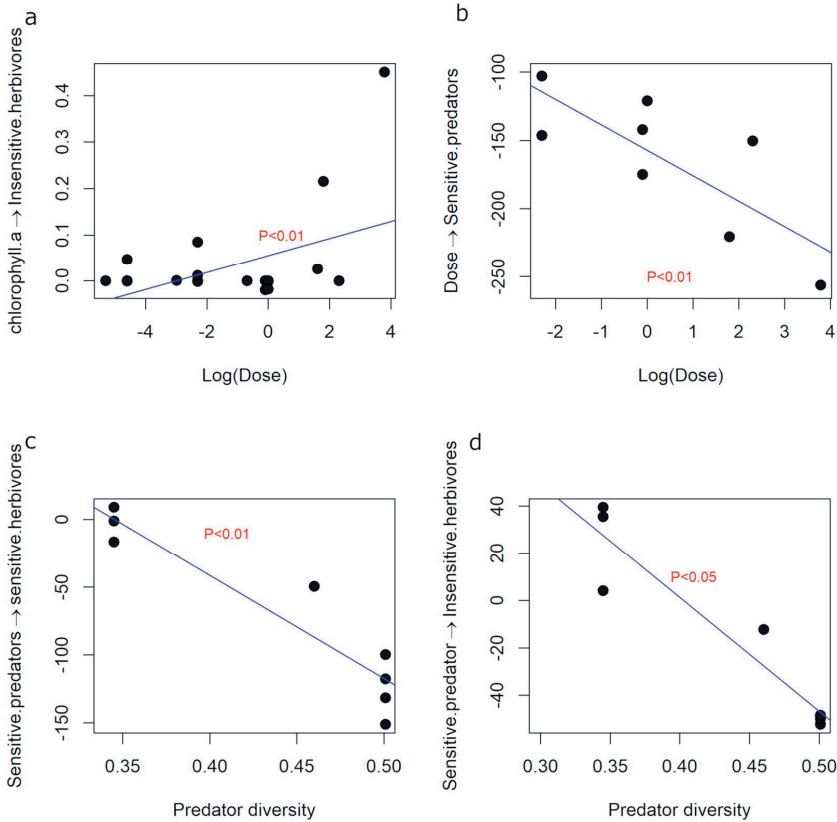 a
chlorophyll.a → Insensitive.herbivores
0.4
0.3
0.2
0.1
0.0
P<0.01
-4
-2
0
2
4
Log(Dose)
b
Dose → Sensitive.predators
-100
-150
-200
-250
P<0.01
-2
-1
0
1
2
3
4
Log(Dose)
c
Sensitive.predators → sensitive.herbivores
0
-50
-100
-150
P<0.01
0.35
0.40
0.45
0.50
Predator diversity
d
Sensitive.predator → Insensitive.herbivores
40
20
0
-20
-40
P<0.05
0.30
0.35
0.40
0.45
0.50
Predator diversity